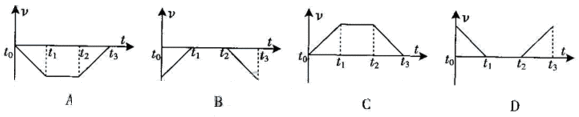 v t t₀ t₁ t₂ t₃
A
v t t₀ t₁ t₂ t₃
B
v t t₀ t₁ t₂ t₃
C
v t t₀ t₁ t₂ t₃
D